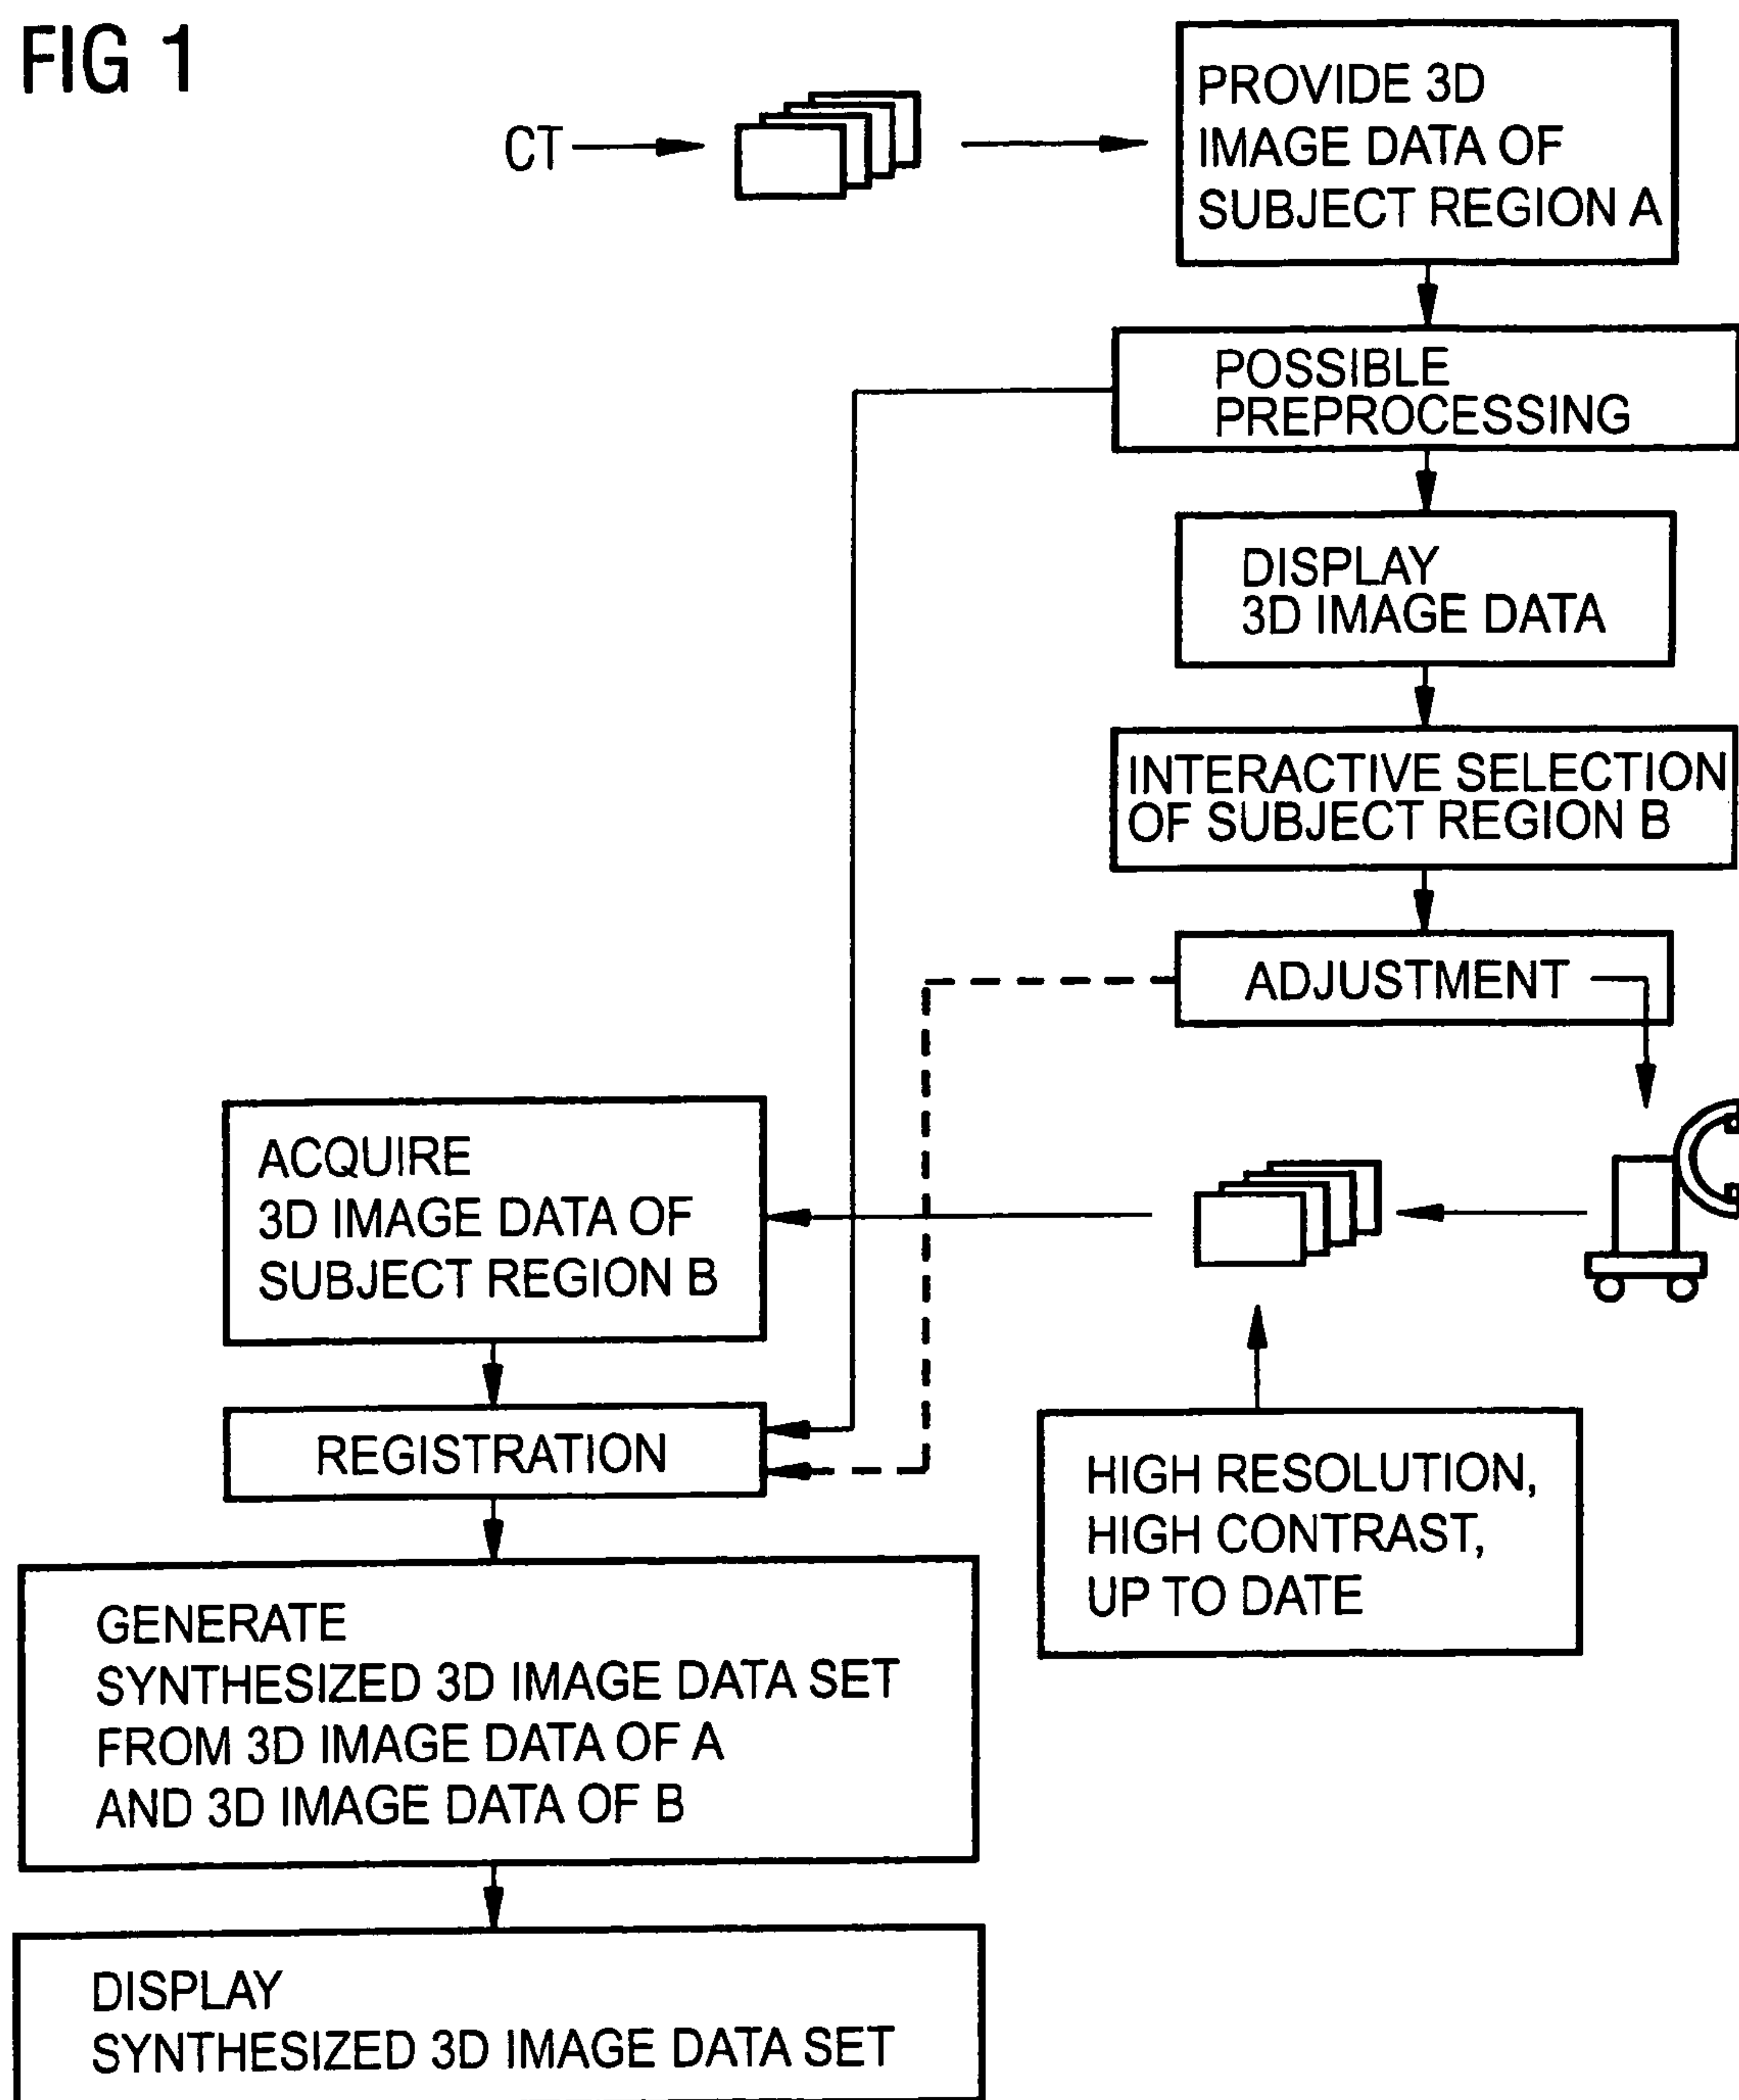 FIG 1
CT
PROVIDE 3D
IMAGE DATA OF
SUBJECT REGION A
POSSIBLE
PREPROCESSING
DISPLAY
3D IMAGE DATA
INTERACTIVE SELECTION
OF SUBJECT REGION B
ADJUSTMENT
ACQUIRE
3D IMAGE DATA OF
SUBJECT REGION B
REGISTRATION
HIGH RESOLUTION,
HIGH CONTRAST,
UP TO DATE
GENERATE
SYNTHESIZED 3D IMAGE DATA SET
FROM 3D IMAGE DATA OF A
AND 3D IMAGE DATA OF B
DISPLAY
SYNTHESIZED 3D IMAGE DATA SET